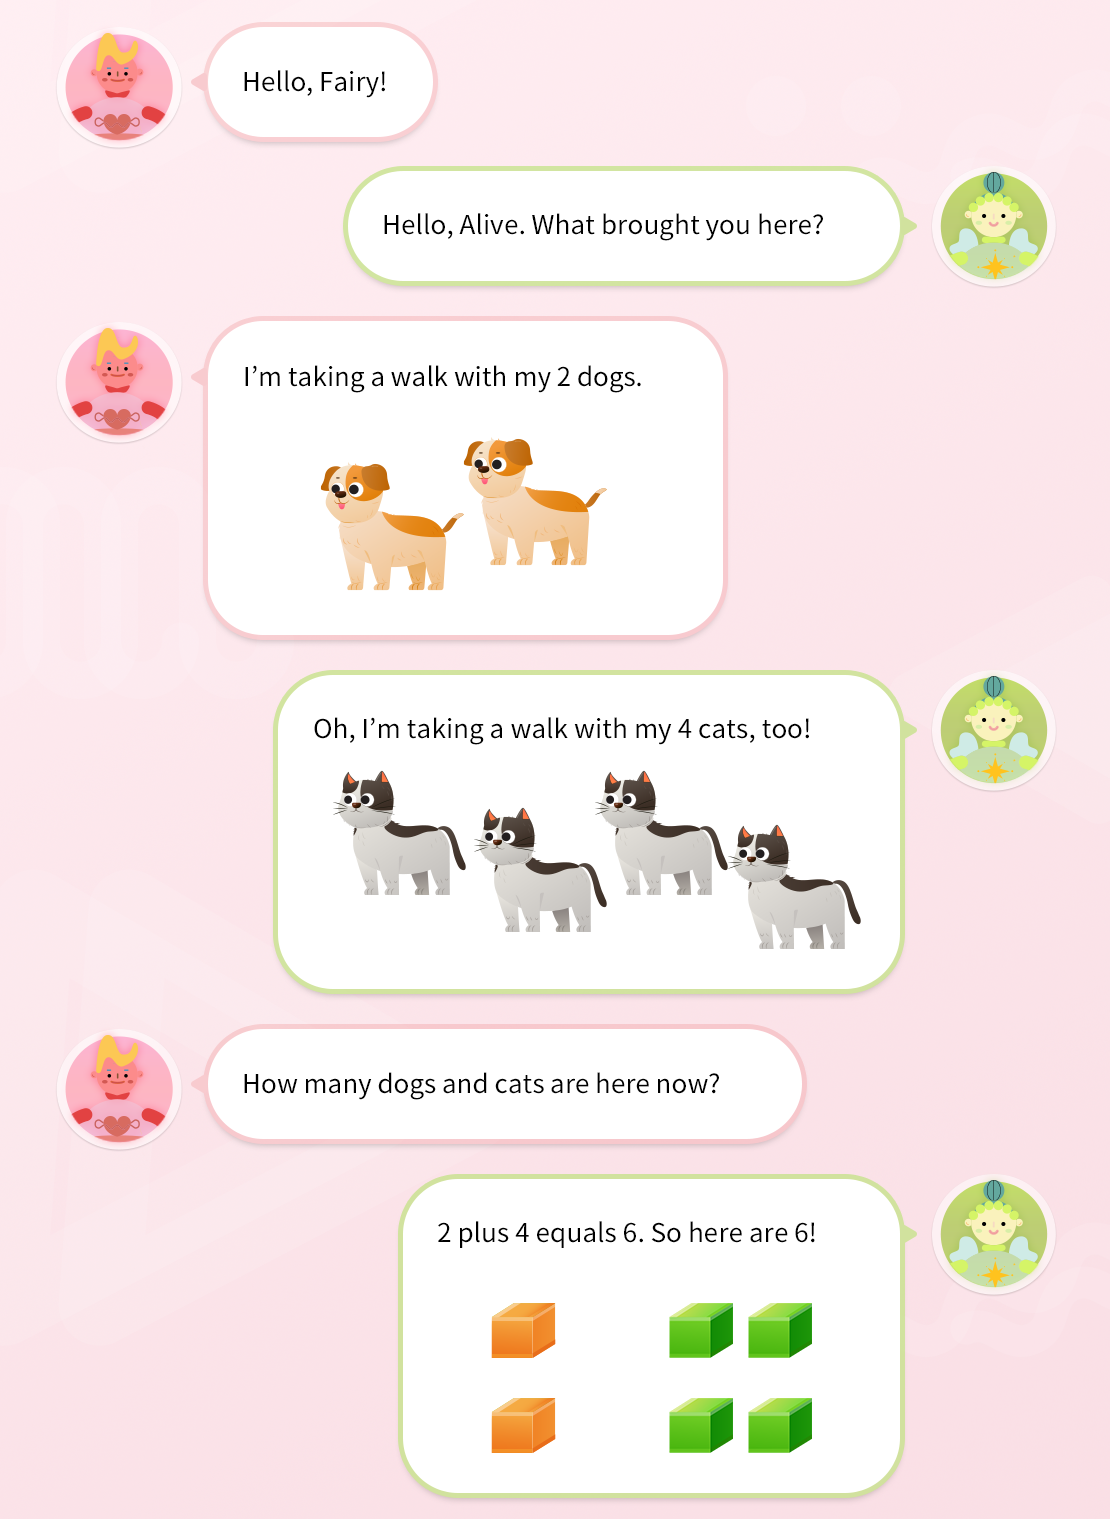 Hello, Fairy!
Hello, Alive. What brought you here?
I’m taking a walk with my 2 dogs.
Oh, I’m taking a walk with my 4 cats, too!
How many dogs and cats are here now?
2 plus 4 equals 6. So here are 6!